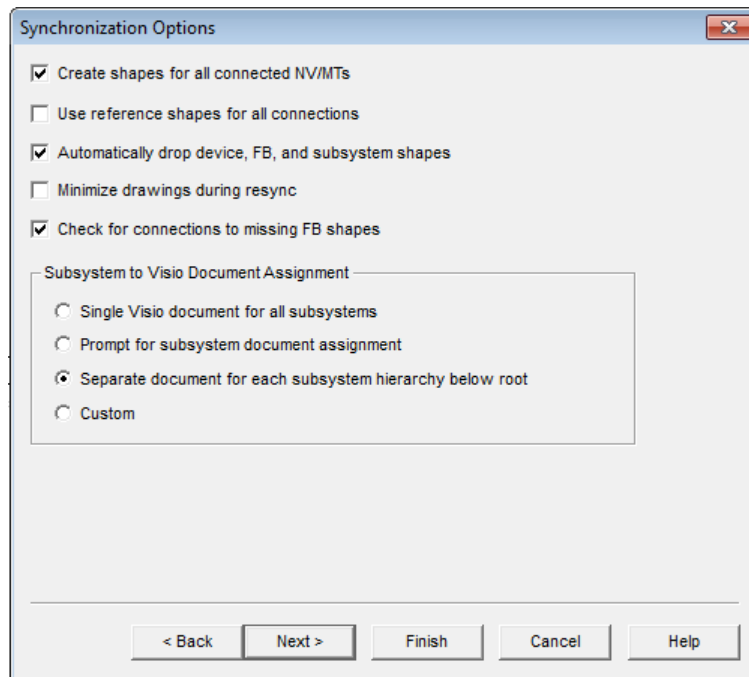 Synchronization Options
Create shapes for all connected NV/MTs
Use reference shapes for all connections
Automatically drop device, FB, and subsystem shapes
Minimize drawings during resync
Check for connections to missing FB shapes
Subsystem to Visio Document Assignment
Single Visio document for all subsystems
Prompt for subsystem document assignment
Separate document for each subsystem hierarchy below root
Custom
< Back Next > Finish Cancel Help